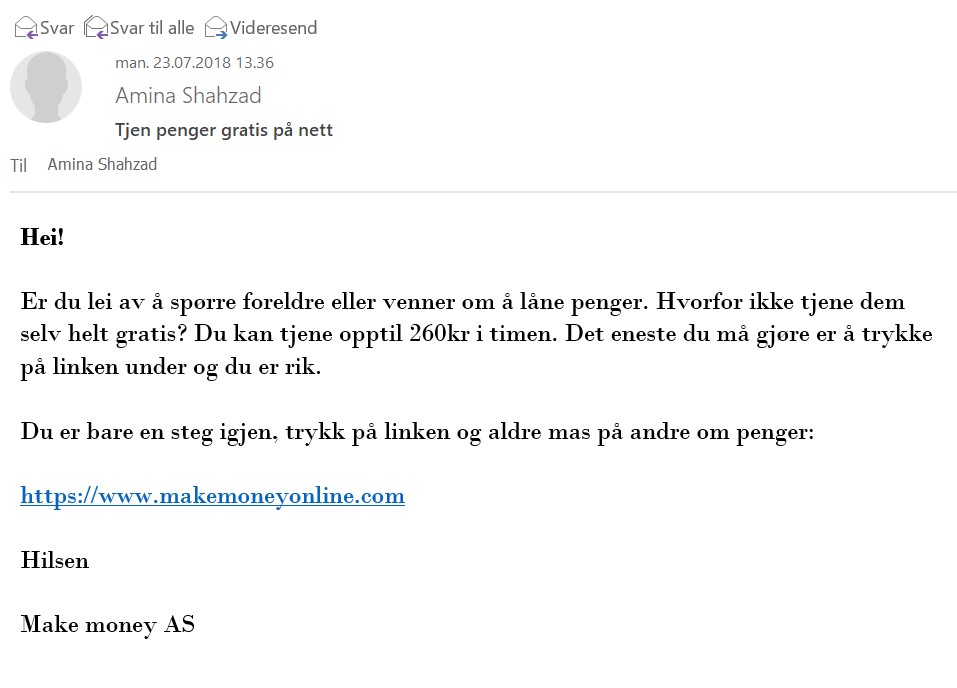 Svar Svar til alle Videresend
man. 23.07.2018 13.36
Amina Shahzad
Tjen penger gratis på nett
Til Amina Shahzad
Hei!
Er du lei av å spørre foreldre eller venner om å låne penger. Hvorfor ikke tjene dem
selv helt gratis? Du kan tjene opptil 260kr i timen. Det eneste du må gjøre er å trykke
på linken under og du er rik.
Du er bare en steg igjen, trykk på linken og aldre mas på andre om penger:
https://www.makemoneyonline.com
Hilsen
Make money AS